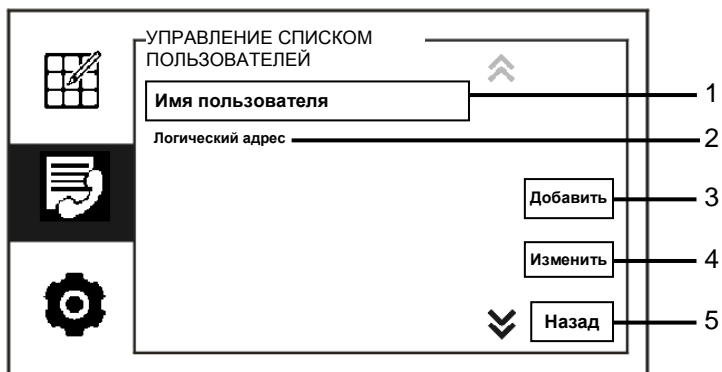 УПРАВЛЕНИЕ СПИСКОМ
ПОЛЬЗОВАТЕЛЕЙ
Имя пользователя 1
Логический адрес 2
Добавить 3
Изменить 4
Назад 5